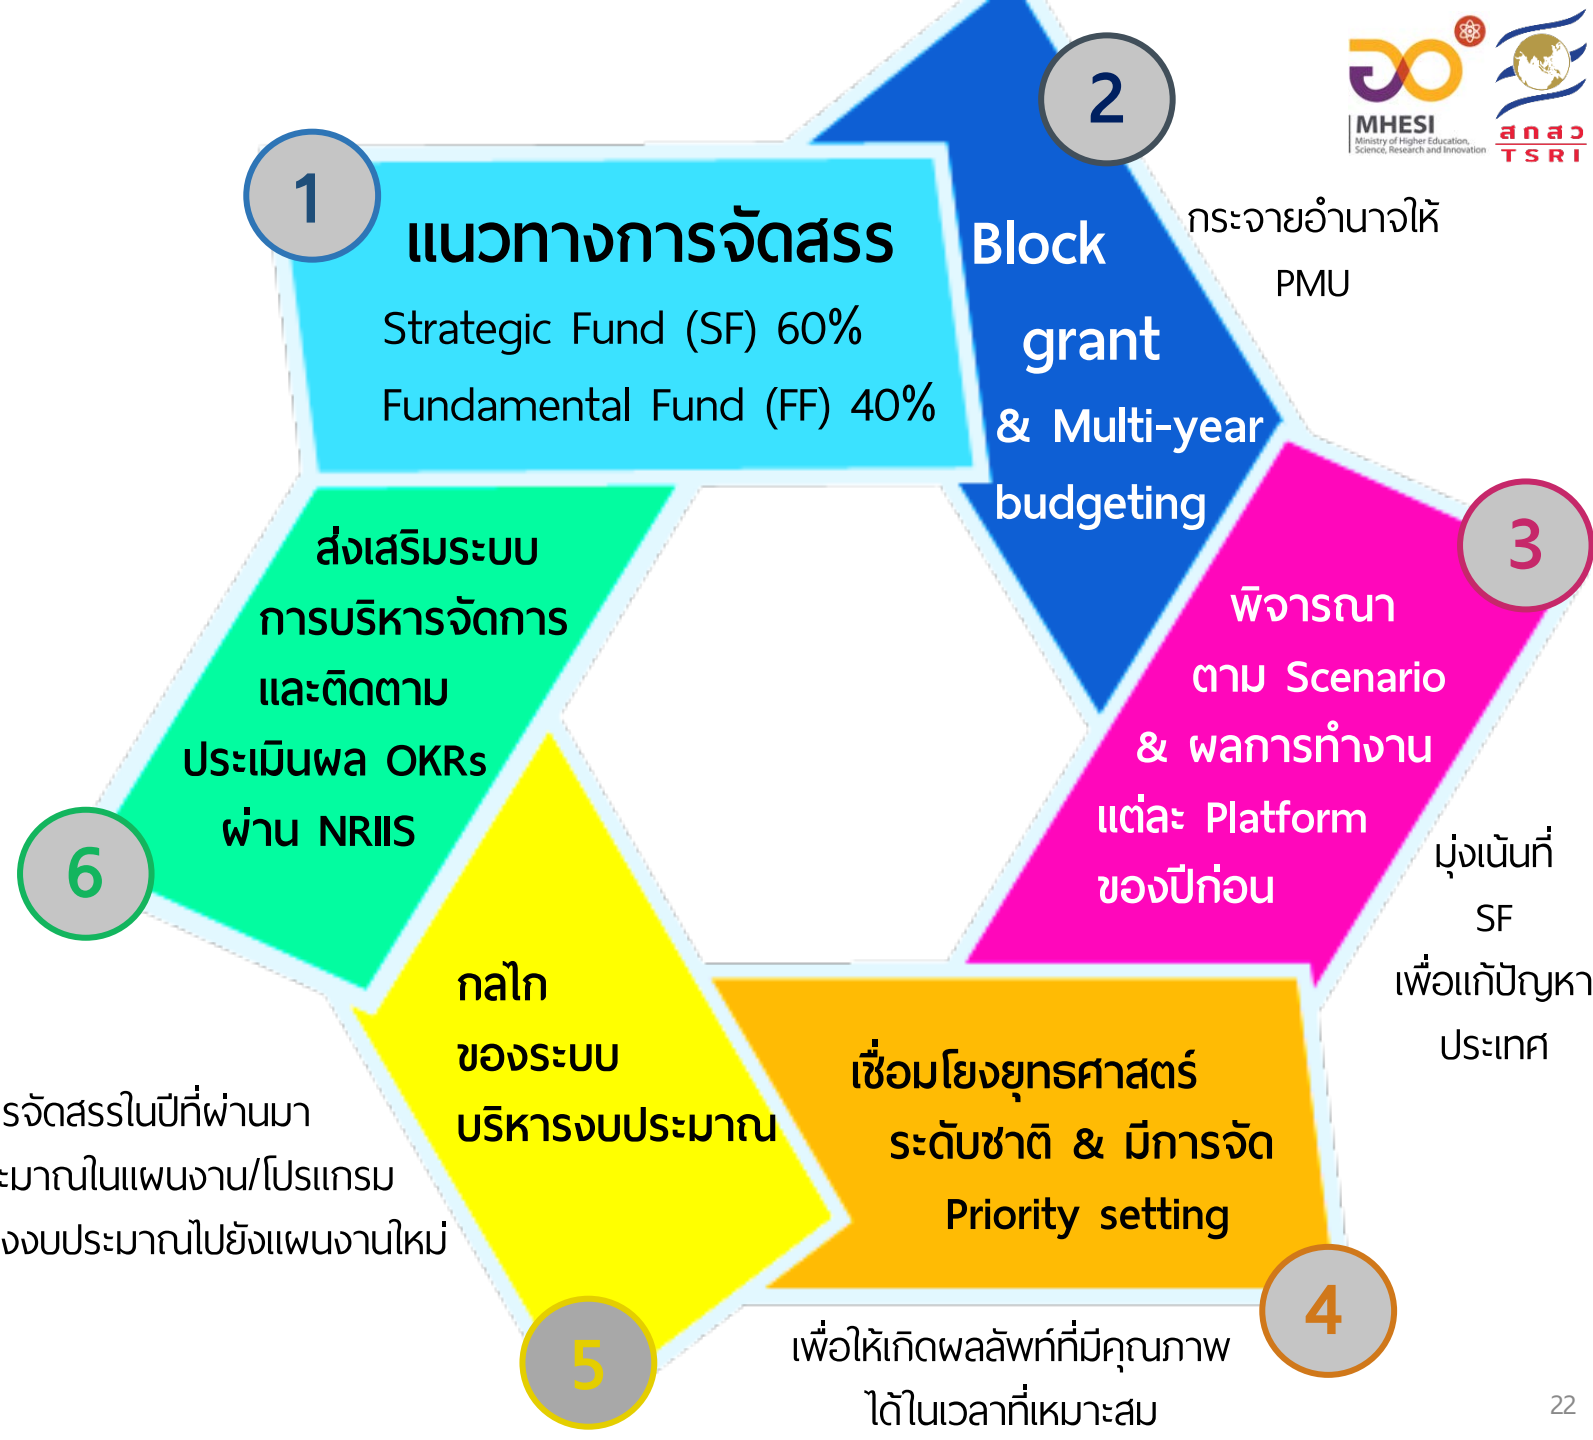 MHESI
Ministry of Higher Education,
Science, Research and Innovation
สกสว
TSRI
1
แนวทางการจัดสรร
Strategic Fund (SF) 60%
Fundamental Fund (FF) 40%
2
Block
grant
& Multi-year
budgeting
กระจายอำนาจให้
PMU
3
พิจารณา
ตาม Scenario
& ผลการทำงาน
แต่ละ Platform
ของปีก่อน
มุ่งเน้นที่
SF
เพื่อแก้ปัญหา
ประเทศ
4
เชื่อมโยงยุทธศาสตร์
ระดับชาติ & มีการจัด
Priority setting
เพื่อให้เกิดผลลัพท์ที่มีคุณภาพ
ได้ในเวลาที่เหมาะสม
5
กลไก
ของระบบ
บริหารงบประมาณ
รจัดสรรในปีที่ผ่านมา
ะมาณในแผนงาน/โปรแกรม
งงบประมาณไปยังแผนงานใหม่
6
ส่งเสริมระบบ
การบริหารจัดการ
และติดตาม
ประเมินผล OKRs
ผ่าน NRIIS
22